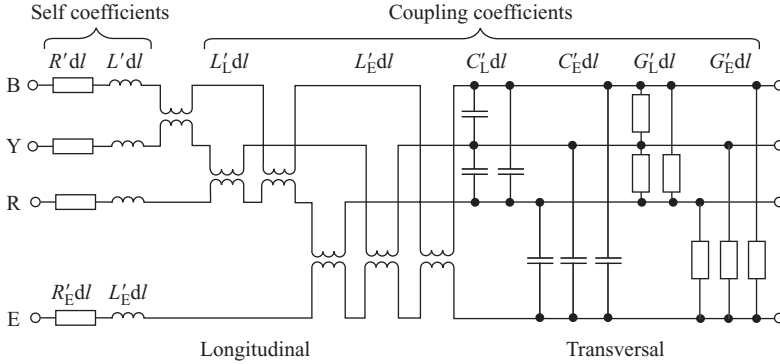 Self coefficients
Coupling coefficients
R′dl L′dl L′Ldl L′Edl C′Ldl C′Edl G′Ldl G′Edl
B
Y
R
R′Edl L′Edl
E
Longitudinal Transversal